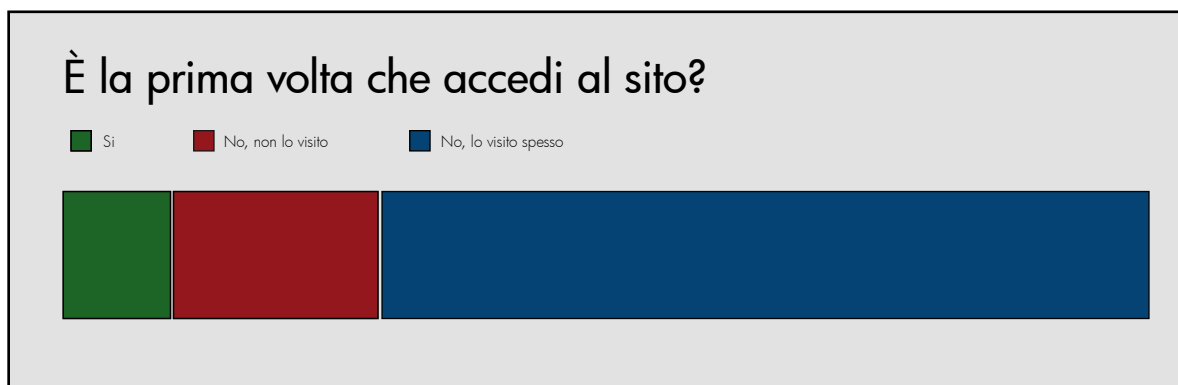 È la prima volta che accedi al sito?
Si No, non lo visito No, lo visito spesso